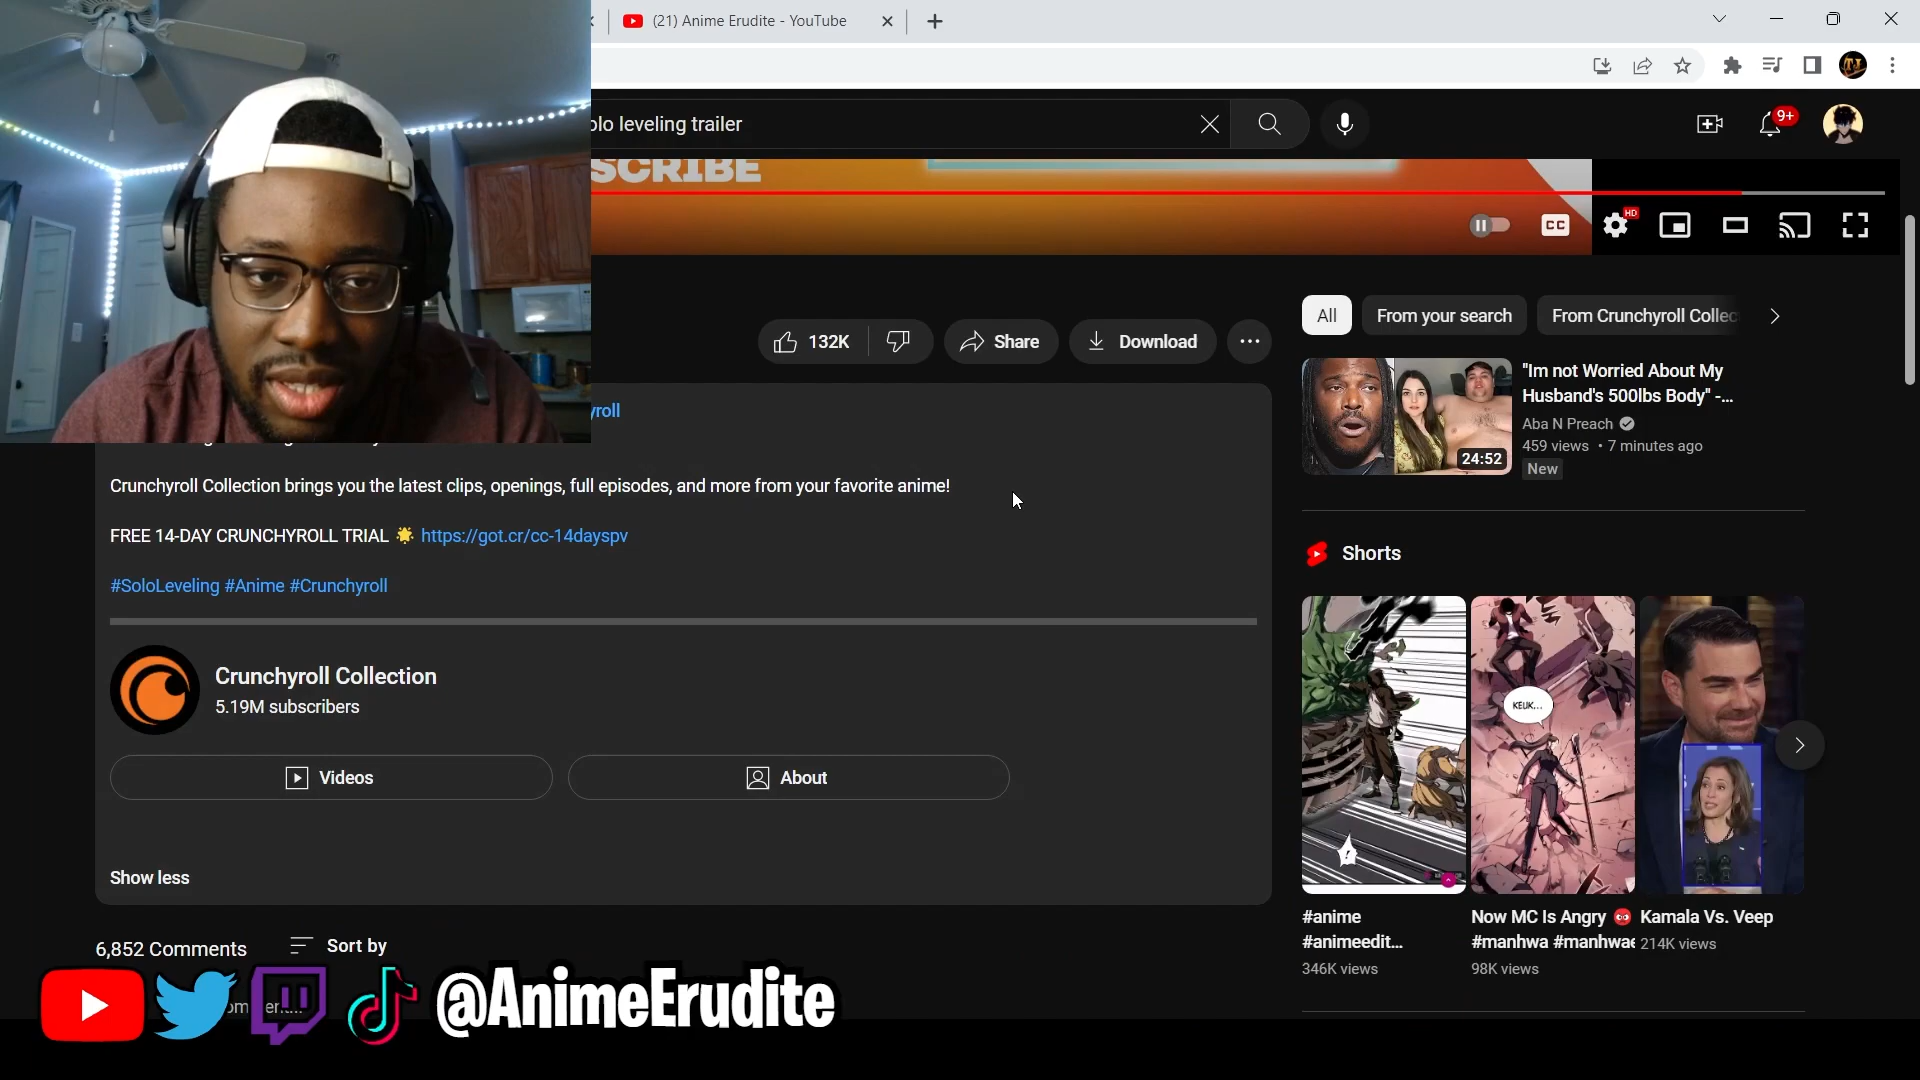 (21) Anime Erudite - YouTube
olo leveling trailer
9+
SCRIBE
CC
HD
132K
Share
Download
All
From your search
From Crunchyroll Collec
yroll
"Im not Worried About My
Husband's 500lbs Body" -...
Aba N Preach
459 views • 7 minutes ago
New
24:52
Crunchyroll Collection brings you the latest clips, openings, full episodes, and more from your favorite anime!
FREE 14-DAY CRUNCHYROLL TRIAL 🌟 https://got.cr/cc-14dayspv
#SoloLeveling #Anime #Crunchyroll
Shorts
Crunchyroll Collection
5.19M subscribers
KEUK...
Videos
About
Show less
#anime
#animeedit...
346K views
Now MC Is Angry
#manhwa #manhwa
98K views
Kamala Vs. Veep
214K views
6,852 Comments
Sort by
@AnimeErudite